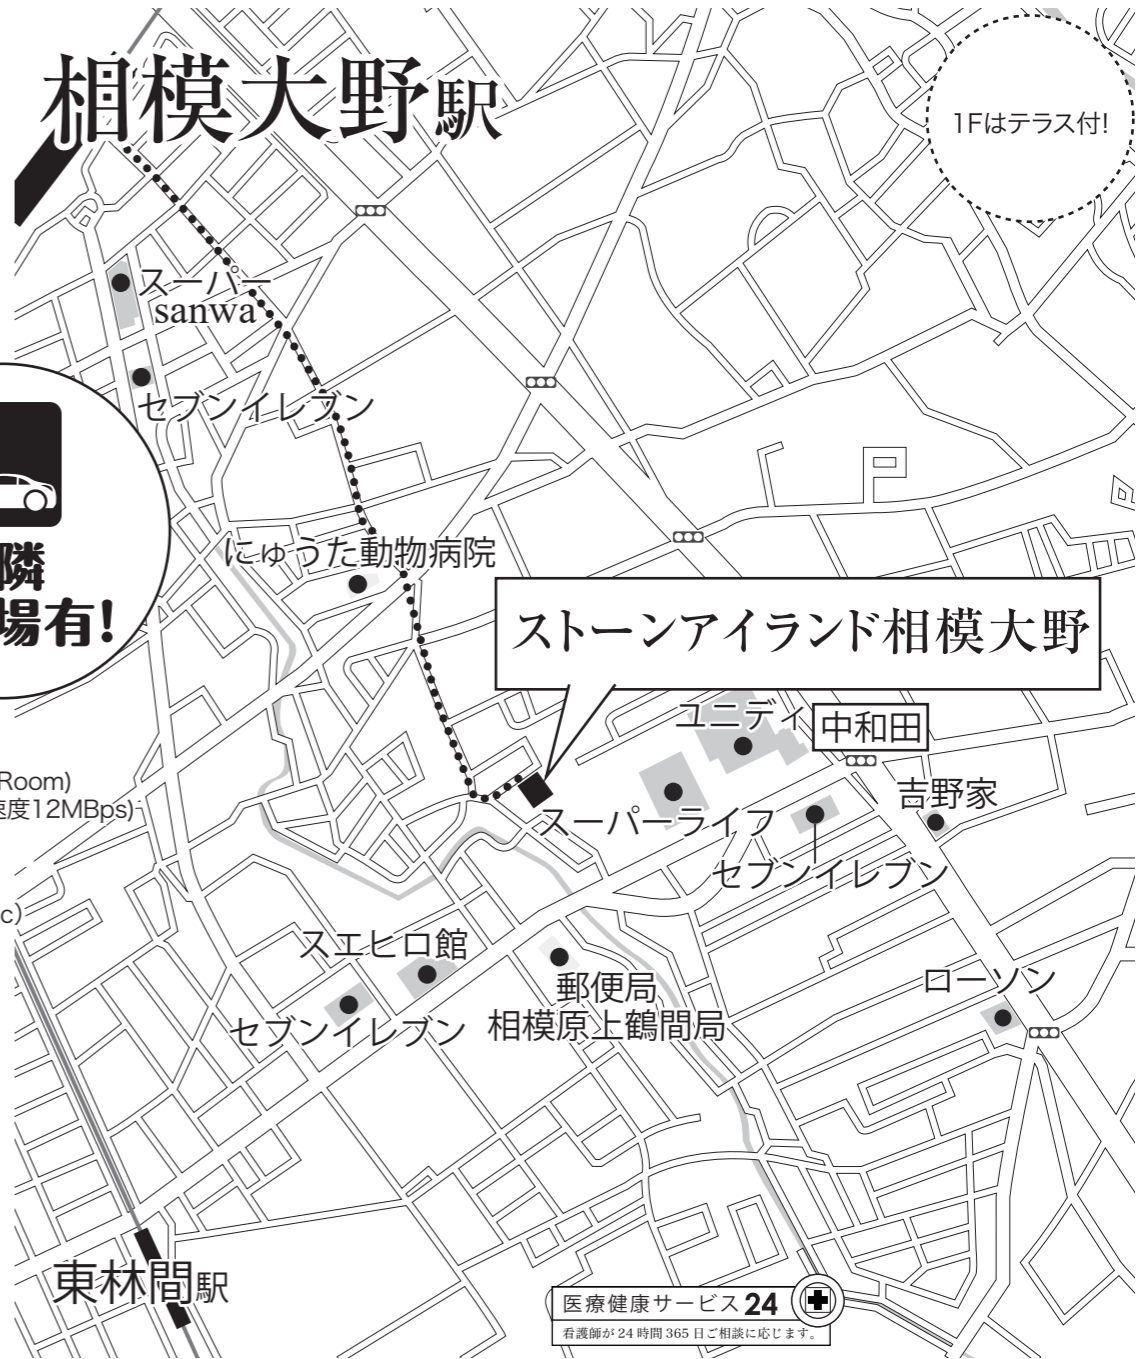 相模大野駅
1Fはテラス付!
スーパー
sanwa
セブンイレブン
隣
場有!
にゅうた動物病院
ストーンアイランド相模大野
ユニディ
中和田
Room)
速度12MBps)
吉野家
スーパーライフ
セブンイレブン
c)
スエヒロ館
郵便局
相模原上鶴間局
セブンイレブン
ローソン
東林間駅
医療健康サービス24
看護師が24時間365日ご相談に応じます。